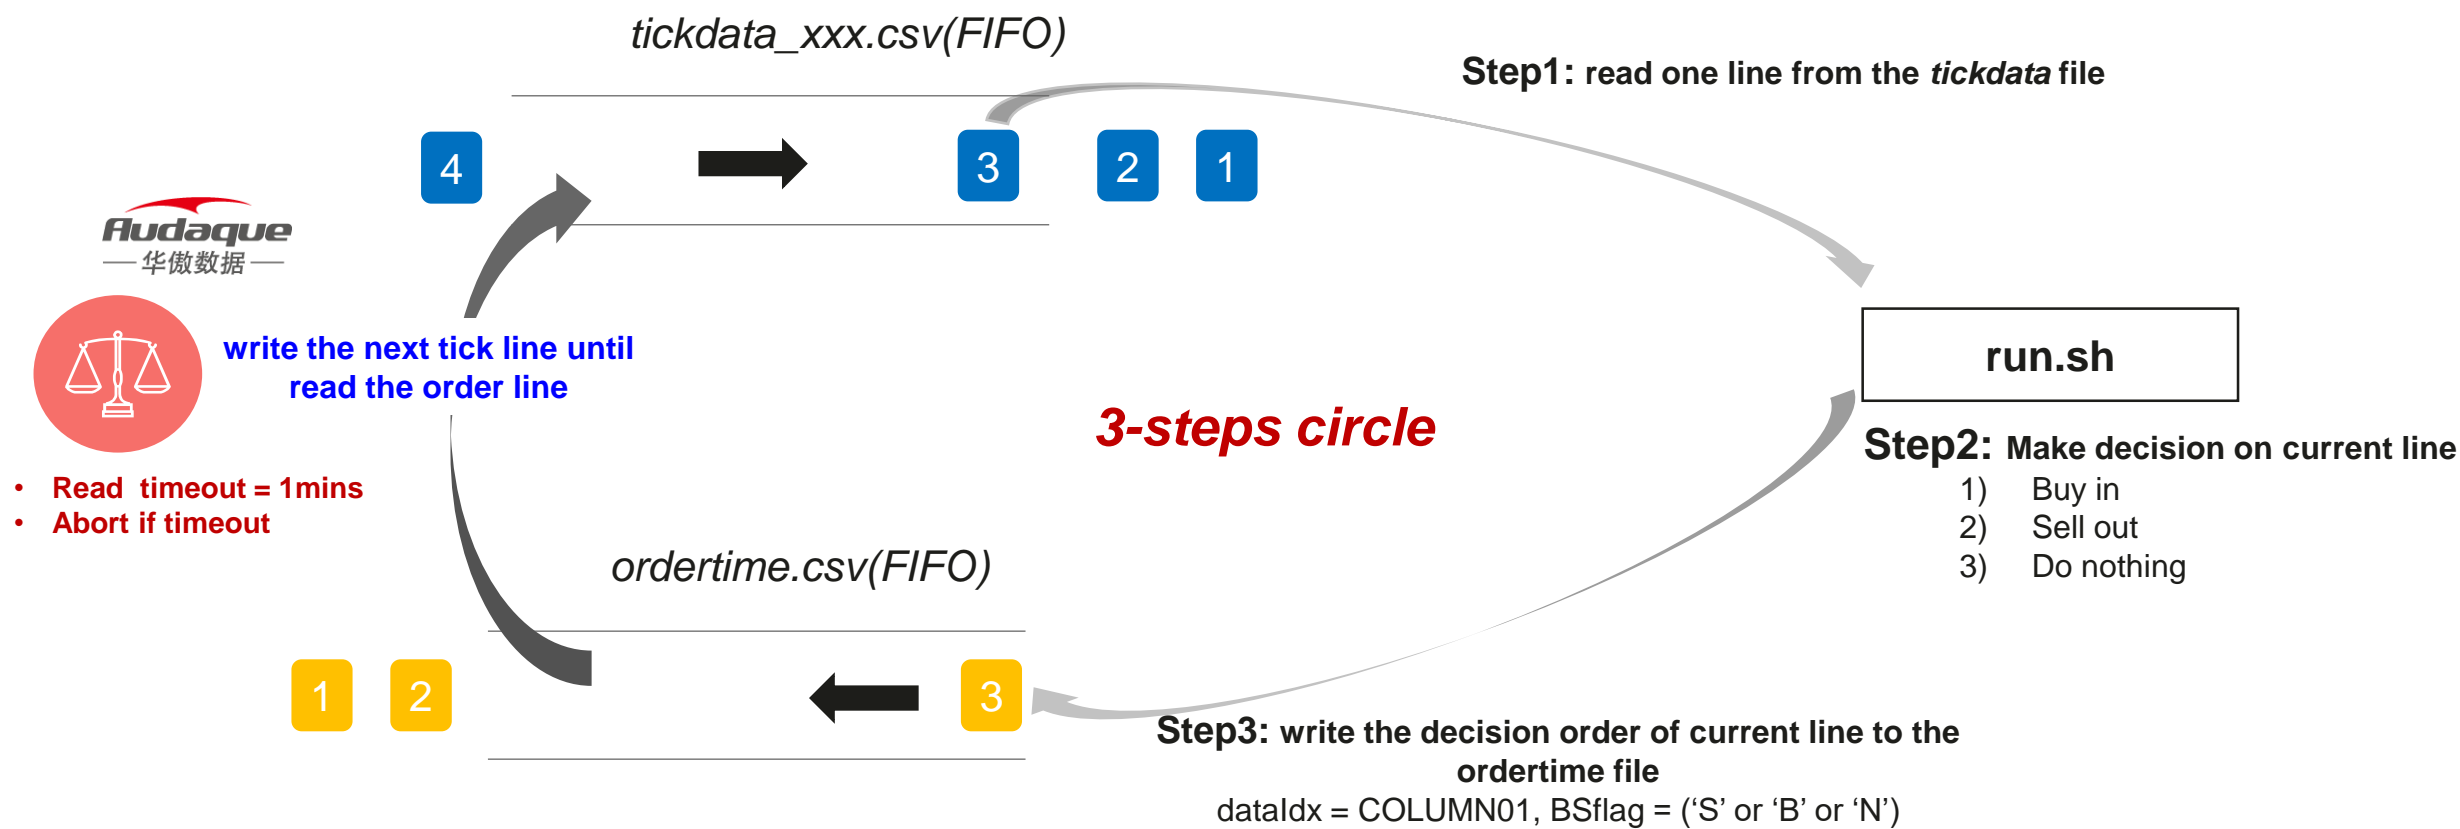 tickdata_xxx.csv(FIFO)
Step1: read one line from the tickdata file
4
3
2
1
Audaque
华傲数据
write the next tick line until
read the order line
run.sh
3-steps circle
Step2: Make decision on current line
1) Buy in
2) Sell out
3) Do nothing
• Read timeout = 1mins
• Abort if timeout
ordertime.csv(FIFO)
1
2
3
Step3: write the decision order of current line to the
ordertime file
dataIdx = COLUMN01, BSflag = (‘S’ or ‘B’ or ‘N’)